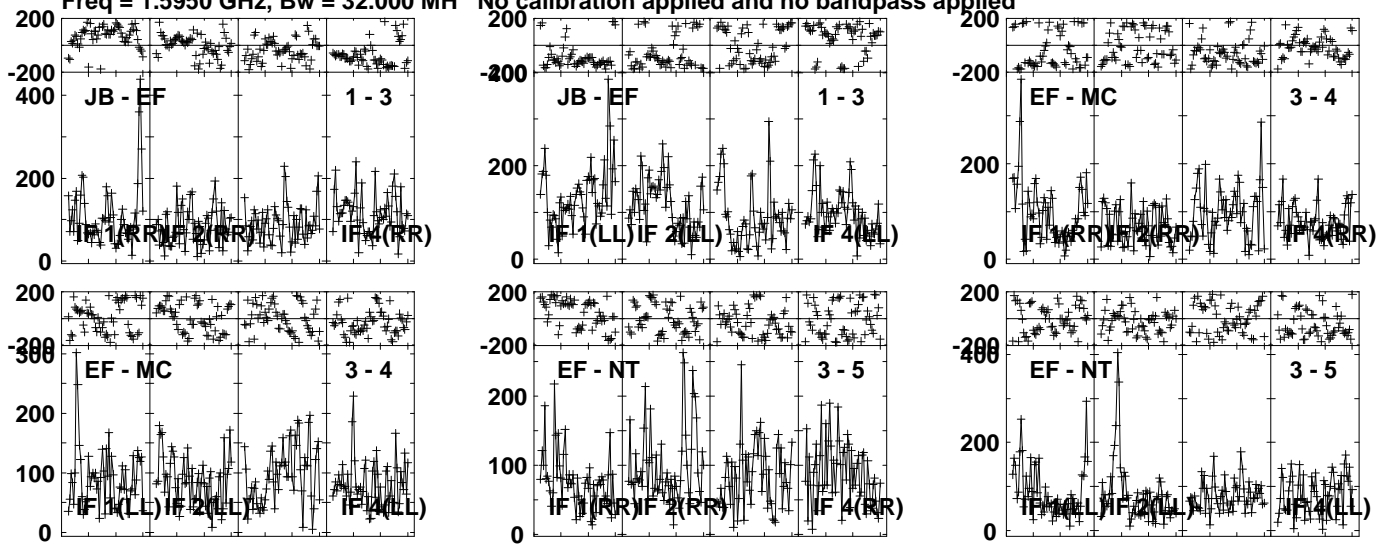 Freq = 1.5950 GHz, Bw = 32.000 MH No calibration applied and no bandpass applied
200
-200
400
200
0
JB - EF
1 - 3
IF 1(RR)
IF 2(RR)
IF 4(RR)
200
-200
400
200
0
JB - EF
1 - 3
IF 1(LL)
IF 2(LL)
IF 4(LL)
200
-200
200
0
EF - MC
3 - 4
IF 1(RR)
IF 2(RR)
IF 4(RR)
200
-200
300
200
100
0
EF - MC
3 - 4
IF 1(LL)
IF 2(LL)
IF 4(LL)
200
-200
200
100
0
EF - NT
3 - 5
IF 1(RR)
IF 2(RR)
IF 4(RR)
200
-200
400
200
0
EF - NT
3 - 5
IF 1(LL)
IF 2(LL)
IF 4(LL)